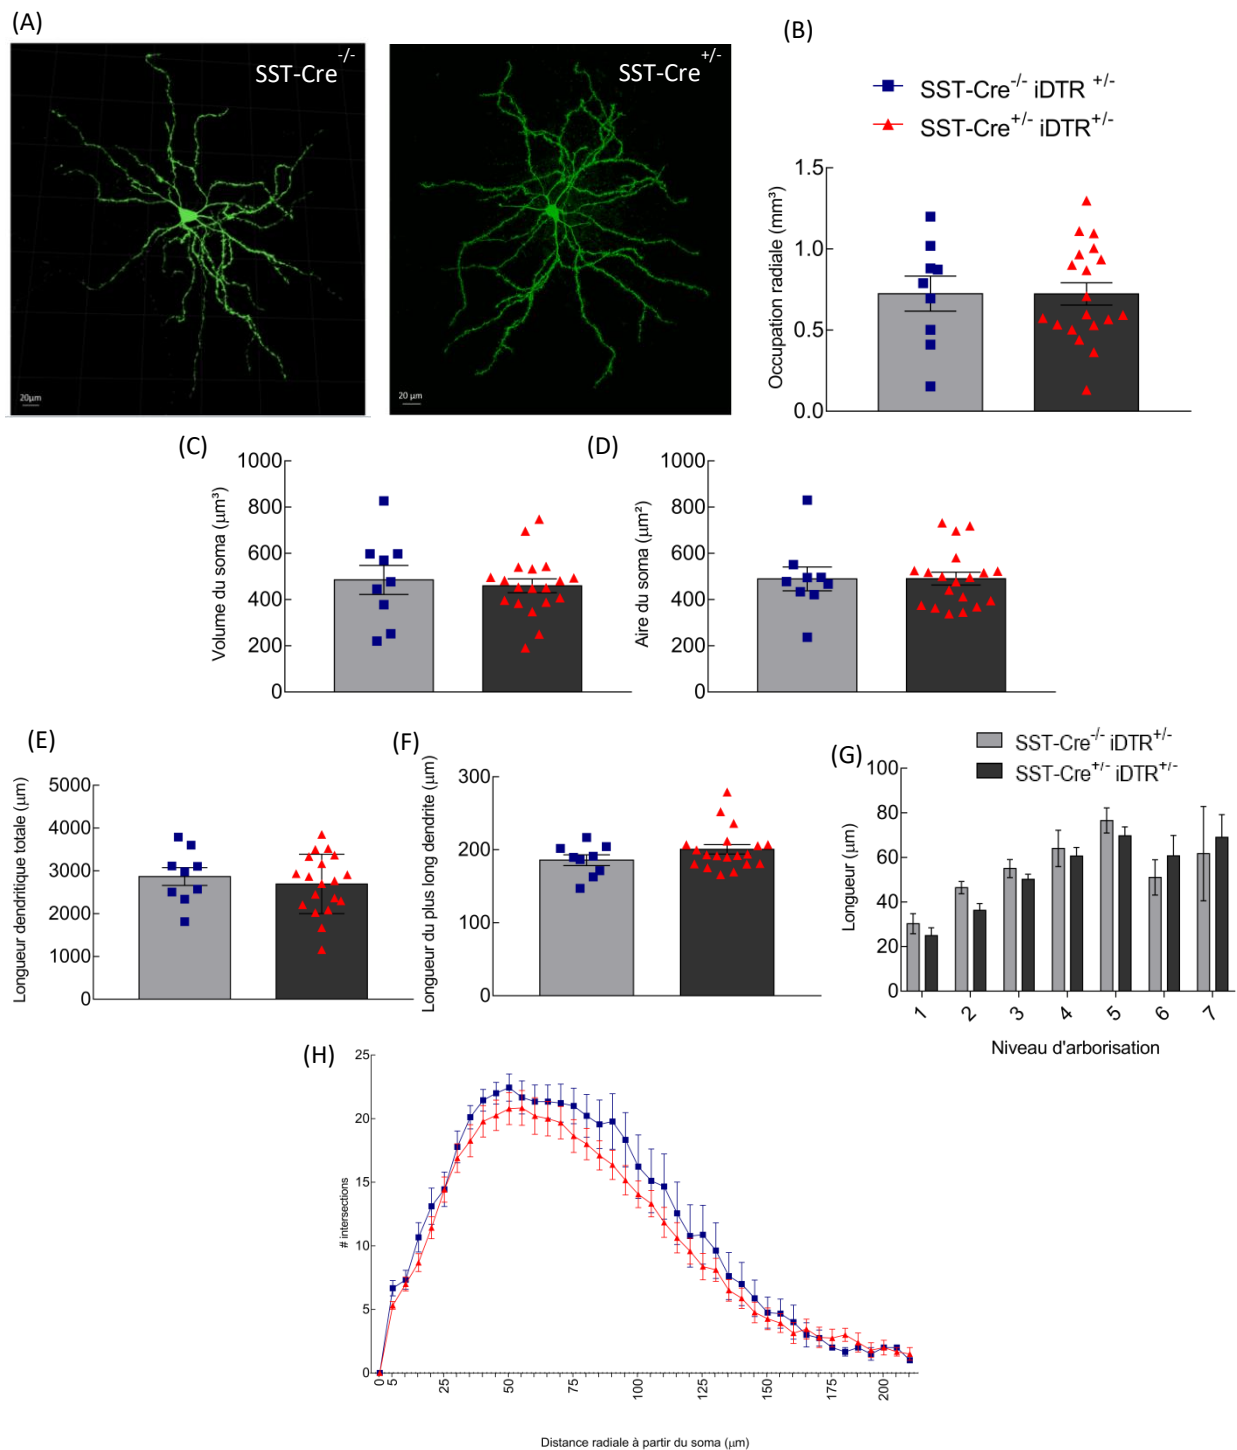 (A)
SST-Cre-/-
20μm
SST-Cre+/-
20 μm
(B)
SST-Cre-/- iDTR +/-
SST-Cre+/- iDTR+/-
Occupation radiale (mm³)
1.5
1.0
0.5
0.0
(C)
Volume du soma (μm³)
1000
800
600
400
200
0
(D)
Aire du soma (μm²)
1000
800
600
400
200
0
(E)
Longueur dendritique totale (μm)
5000
4000
3000
2000
1000
0
(F)
Longueur du plus long dendrite (μm)
300
200
100
0
(G)
SST-Cre-/- iDTR+/-
SST-Cre+/- iDTR+/-
Longueur (μm)
100
80
60
40
20
0
1 2 3 4 5 6 7
Niveau d'arborisation
(H)
# intersections
25
20
15
10
5
0
0 5 25 50 75 100 125 150 175 200
Distance radiale à partir du soma (μm)